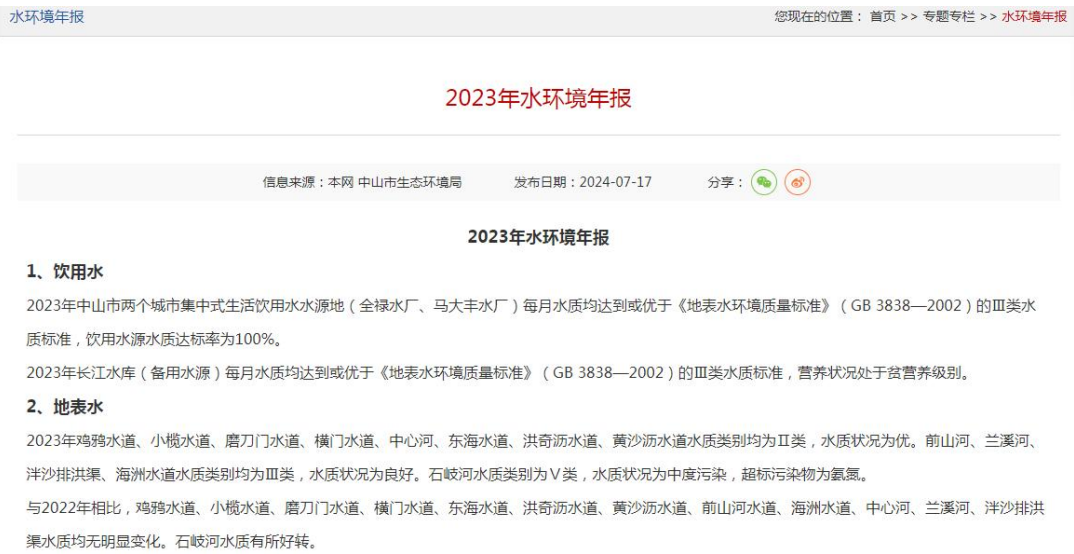 水环境年报
您现在的位置： 首页 >> 专题专栏 >> 水环境年报
2023年水环境年报
信息来源：本网 中山市生态环境局 发布日期：2024-07-17 分享：
2023年水环境年报
1、饮用水
2023年中山市两个城市集中式生活饮用水水源地（全禄水厂、马大丰水厂）每月水质均达到或优于《地表水环境质量标准》（GB 3838—2002）的Ⅲ类水
质标准，饮用水源水质达标率为100%。
2023年长江水库（备用水源）每月水质均达到或优于《地表水环境质量标准》（GB 3838—2002）的Ⅲ类水质标准，营养状况处于贫营养级别。
2、地表水
2023年鸡鸦水道、小榄水道、磨刀门水道、横门水道、中心河、东海水道、洪奇沥水道、黄沙沥水道水质类别均为Ⅱ类，水质状况为优。前山河、兰溪河、
泮沙排洪渠、海洲水道水质类别均为Ⅲ类，水质状况为良好。石岐河水质类别为Ⅴ类，水质状况为中度污染，超标污染物为氨氮。
与2022年相比，鸡鸦水道、小榄水道、磨刀门水道、横门水道、东海水道、洪奇沥水道、黄沙沥水道、前山河水道、海洲水道、中心河、兰溪河、泮沙排洪
渠水质均无明显变化。石岐河水质有所好转。